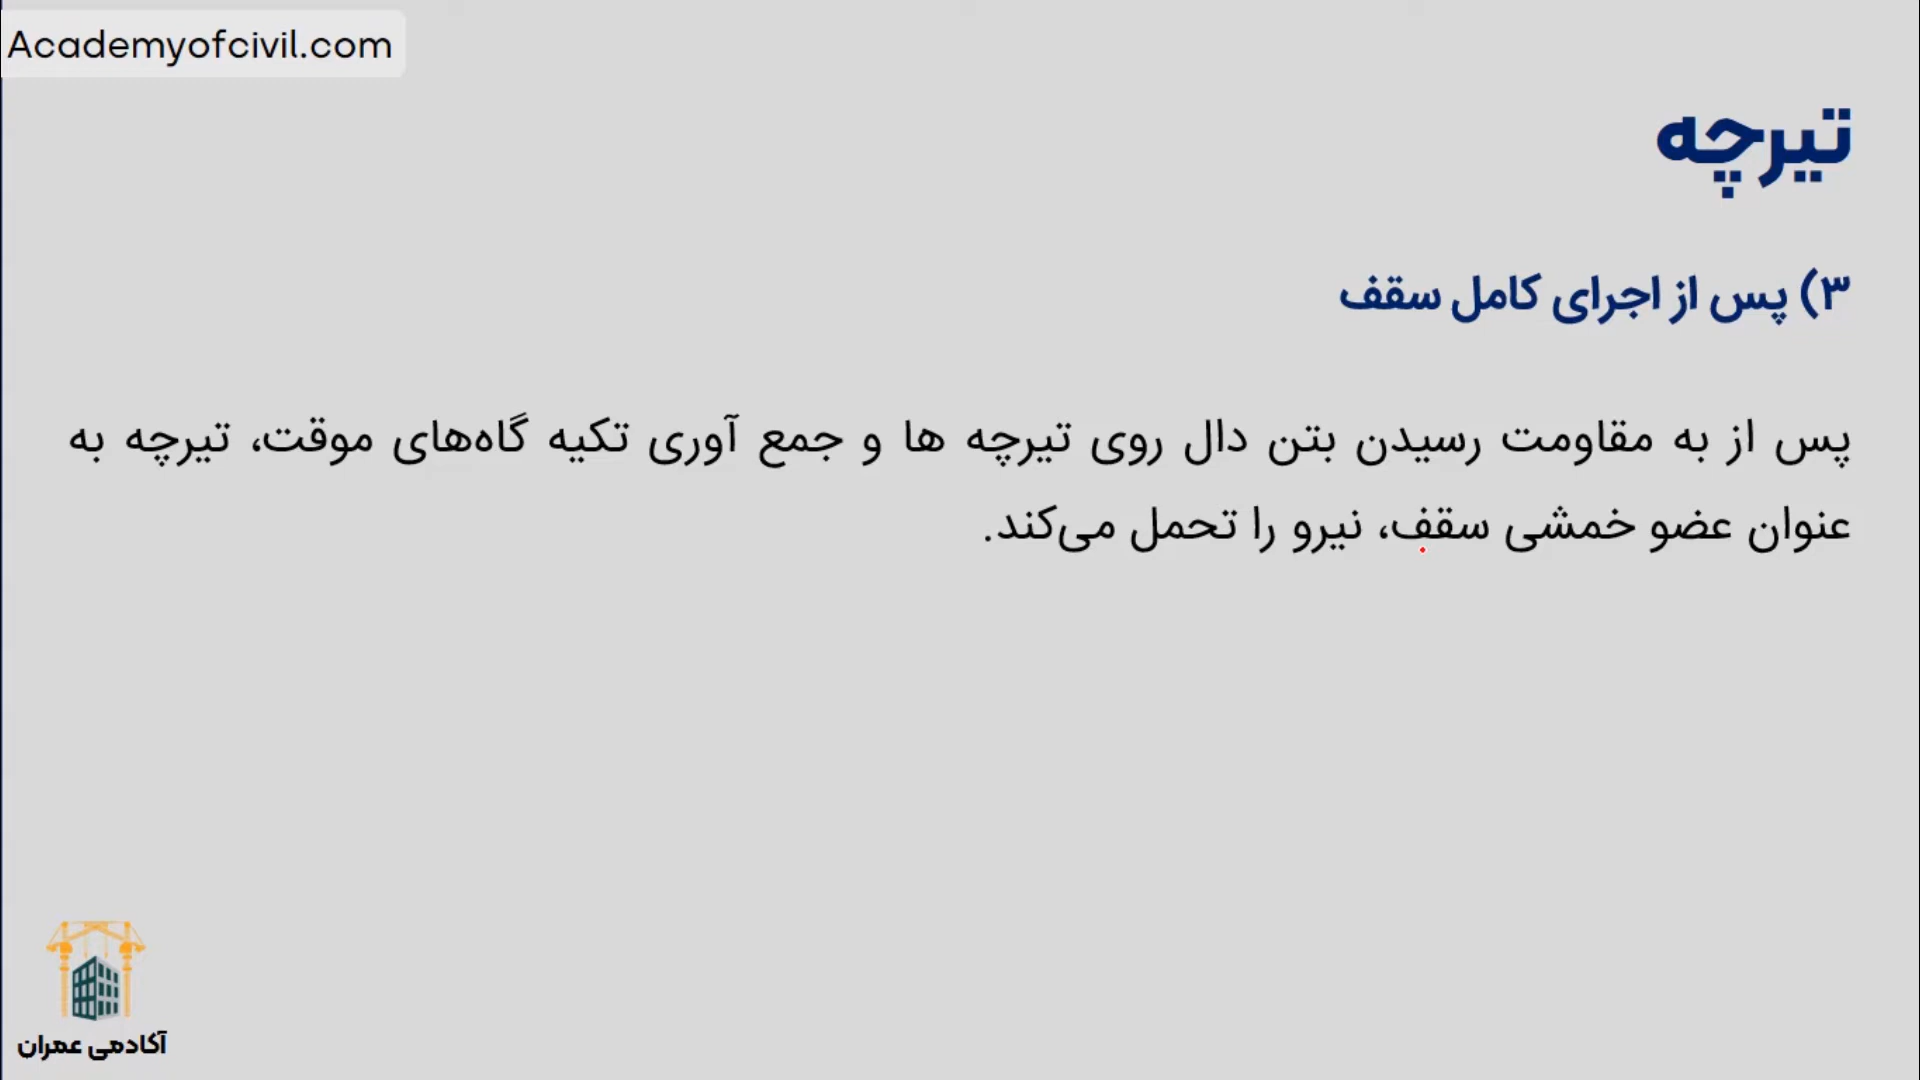 Academyofcivil.com
تیرچه
۳) پس از اجرای کامل سقف
پس از به مقاومت رسیدن بتن دال روی تیرچه ها و جمع آوری تکیه گاه‌های موقت، تیرچه به
عنوان عضو خمشی سقف، نیرو را تحمل می‌کند.
آکادمی عمران